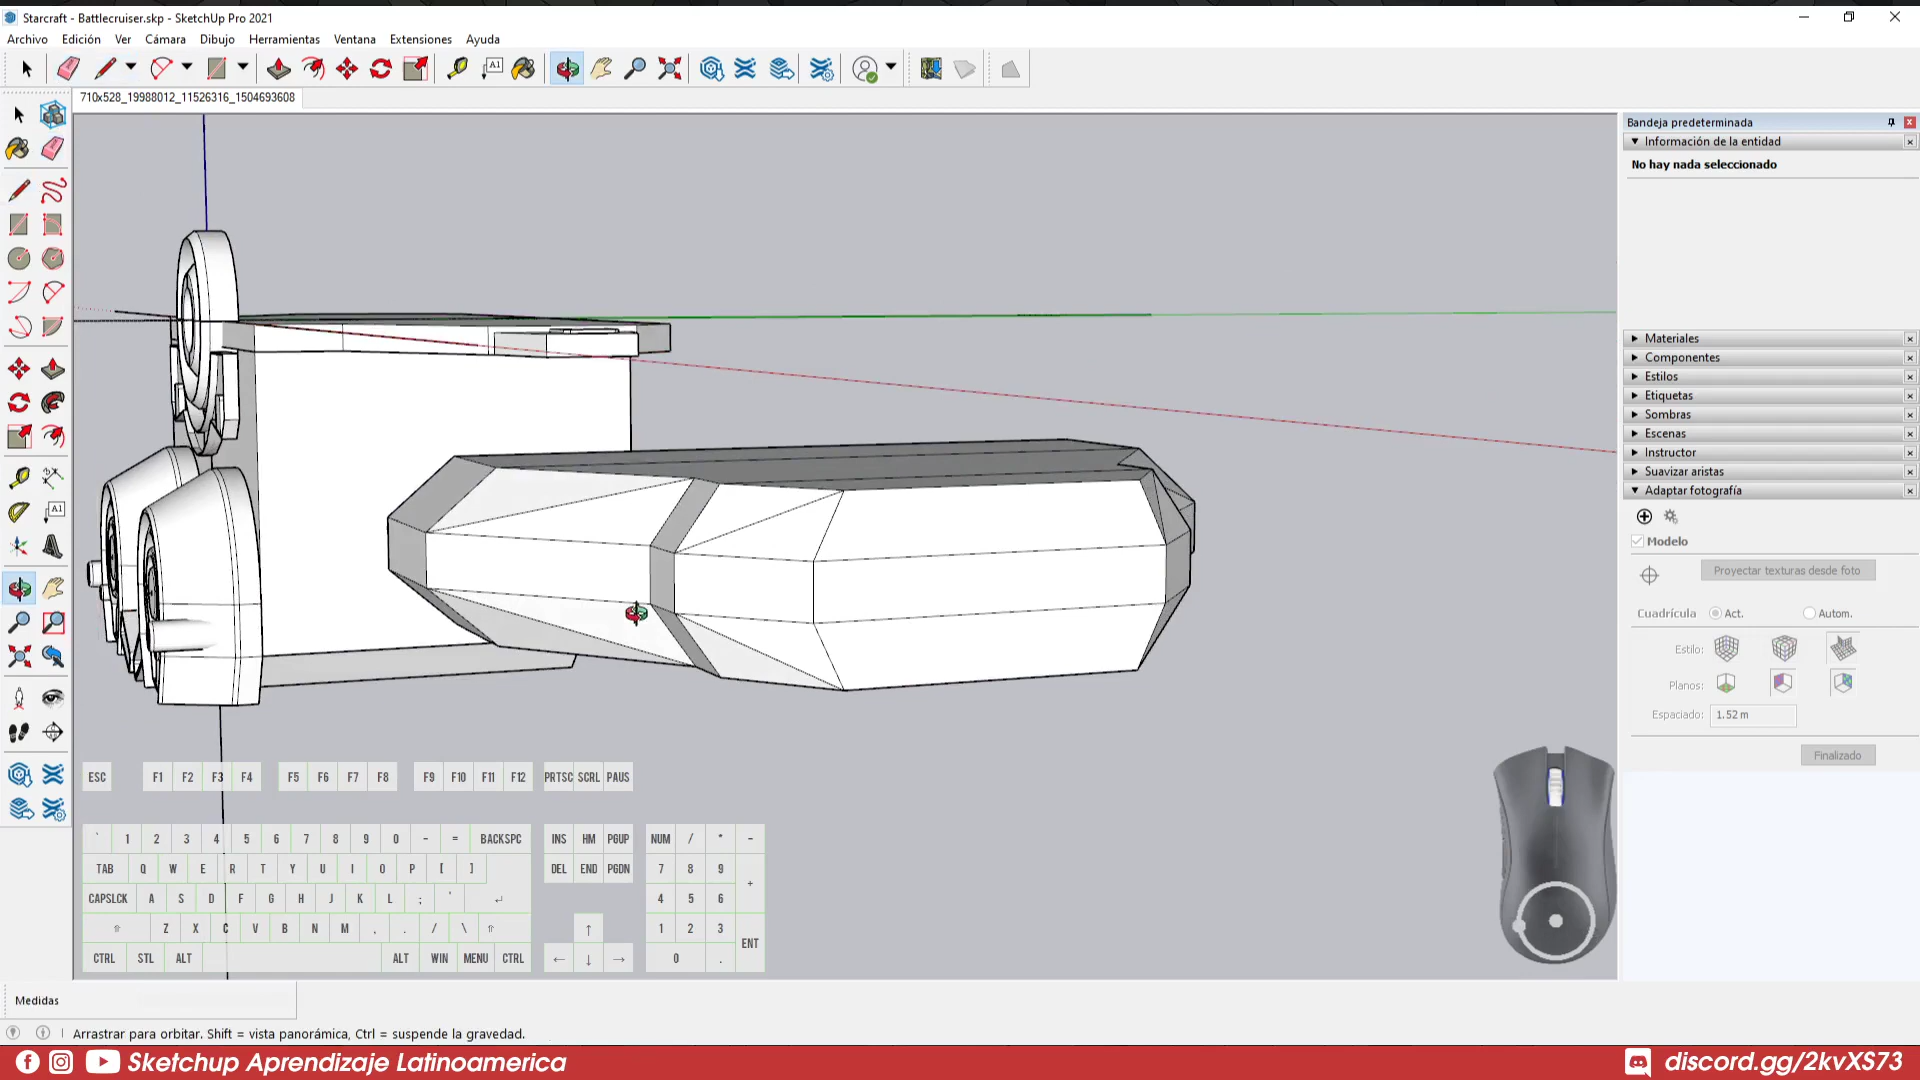 Starcraft - Battlecruiser.skp - SketchUp Pro 2021
Archivo Edición Ver Cámara Dibujo Herramientas Ventana Extensiones Ayuda
A1
710x528_19988012_11526316_1504693608
Bandeja predeterminada
Información de la entidad
No hay nada seleccionado
Materiales
Componentes
Estilos
Etiquetas
Sombras
Escenas
Instructor
Suavizar aristas
Adaptar fotografía
Modelo
Proyectar texturas desde foto
Cuadrícula Act. Autom.
Estilo:
Planos:
Espaciado: 1.52 m
Finalizado
A1
ESC F1 F2 F3 F4 F5 F6 F7 F8 F9 F10 F11 F12 PRTSC SCRL PAUS
` 1 2 3 4 5 6 7 8 9 0 - = BACKSPC INS HM PGUP NUM / * -
TAB Q W E R T Y U I O P [ ] DEL END PGDN 7 8 9 +
CAPSLCK A S D F G H J K L ; ' ↵ 4 5 6
⇧ Z X C V B N M , . / \ ⇧ ↑ 1 2 3 ENT
CTRL STL ALT ALT WIN MENU CTRL ← ↓ → 0 .
Medidas
Arrastrar para orbitar. Shift = vista panorámica, Ctrl = suspende la gravedad.
Sketchup Aprendizaje Latinoamerica
discord.gg/2kvXS73